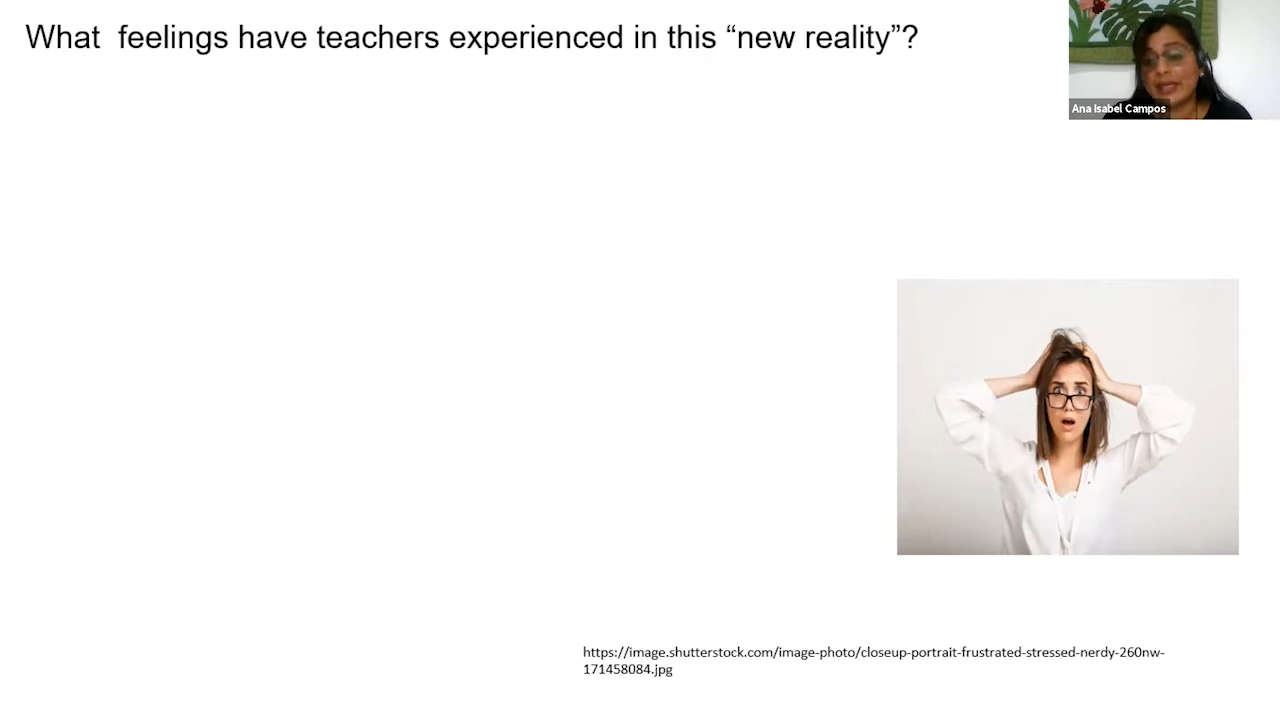 What  feelings have teachers experienced in this “new reality”?
Ana Isabel Campos
https://image.shutterstock.com/image-photo/closeup-portrait-frustrated-stressed-nerdy-260nw-
171458084.jpg